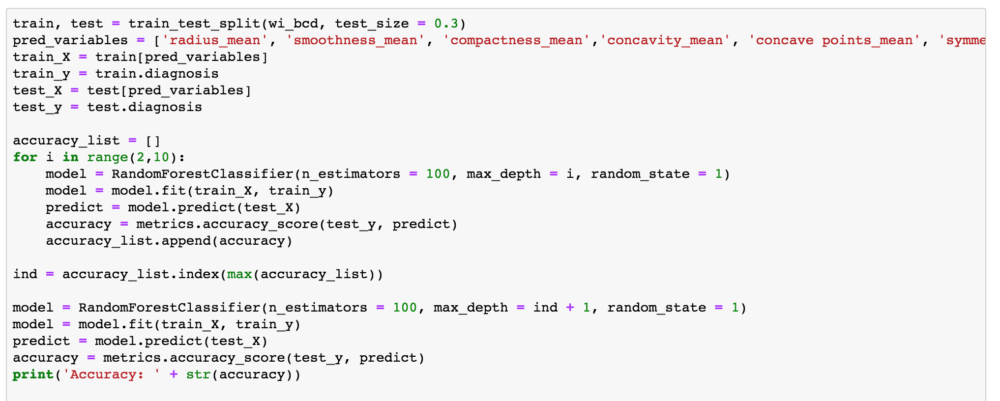 train, test = train_test_split(wi_bcd, test_size = 0.3)
pred_variables = ['radius_mean', 'smoothness_mean', 'compactness_mean','concavity_mean', 'concave points_mean', 'symme
train_X = train[pred_variables]
train_y = train.diagnosis
test_X = test[pred_variables]
test_y = test.diagnosis
accuracy_list = []
for i in range(2,10):
    model = RandomForestClassifier(n_estimators = 100, max_depth = i, random_state = 1)
    model = model.fit(train_X, train_y)
    predict = model.predict(test_X)
    accuracy = metrics.accuracy_score(test_y, predict)
    accuracy_list.append(accuracy)
ind = accuracy_list.index(max(accuracy_list))
model = RandomForestClassifier(n_estimators = 100, max_depth = ind + 1, random_state = 1)
model = model.fit(train_X, train_y)
predict = model.predict(test_X)
accuracy = metrics.accuracy_score(test_y, predict)
print('Accuracy: ' + str(accuracy))